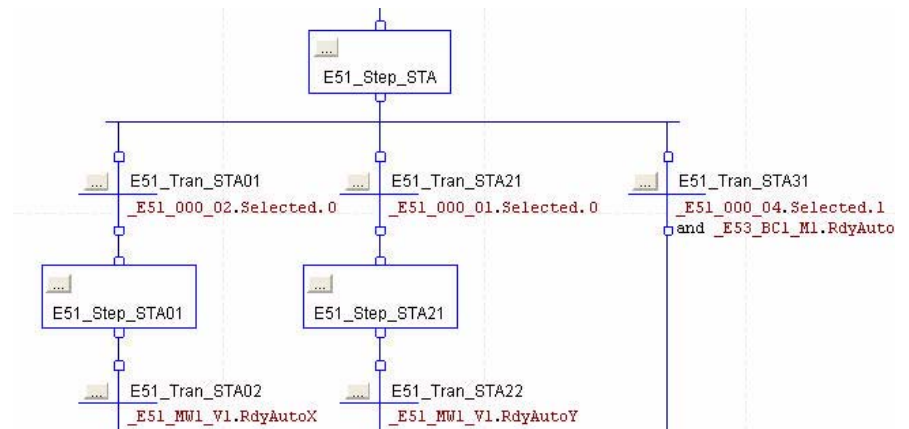 ...
E51_Step_STA
... E51_Tran_STA01 ... E51_Tran_STA21 ... E51_Tran_STA31
_E51_000_02.Selected.0 _E51_000_01.Selected.0 _E51_000_04.Selected.1
and _E53_BC1_M1.RdyAuto
... ...
E51_Step_STA01 E51_Step_STA21
... E51_Tran_STA02 ... E51_Tran_STA22
_E51_MW1_V1.RdyAutoX _E51_MW1_V1.RdyAutoY